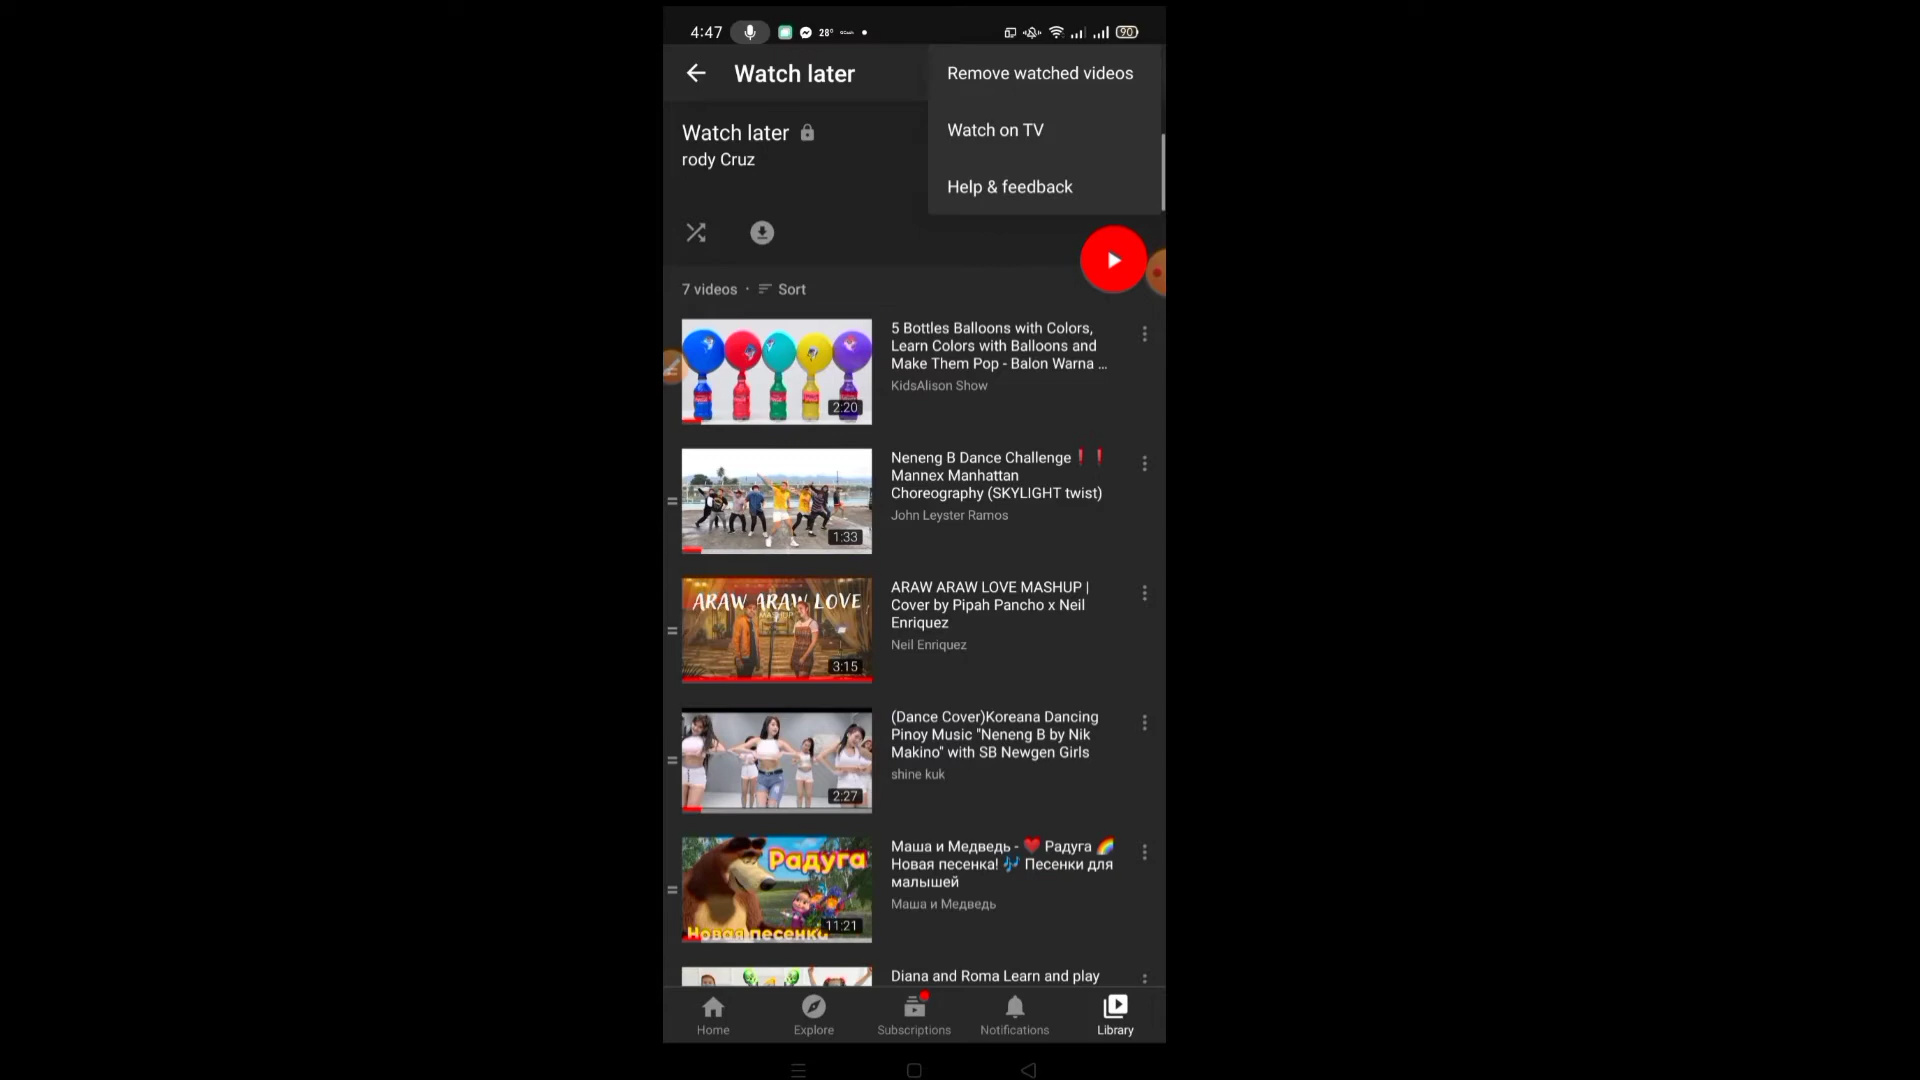 4:47
28°
90
Watch later
Remove watched videos
Watch on TV
Help & feedback
Watch later
rody Cruz
7 videos · Sort
5 Bottles Balloons with Colors,
Learn Colors with Balloons and
Make Them Pop - Balon Warna ...
KidsAlison Show
2:20
Neneng B Dance Challenge❗❗
Mannex Manhattan
Choreography (SKYLIGHT twist)
John Leyster Ramos
1:33
ARAW ARAW LOVE
MASHUP
3:15
ARAW ARAW LOVE MASHUP |
Cover by Pipah Pancho x Neil
Enriquez
Neil Enriquez
(Dance Cover)Koreana Dancing
Pinoy Music "Neneng B by Nik
Makino" with SB Newgen Girls
shine kuk
2:27
Радуга
Новая песенка
11:21
Маша и Медведь - ❤️ Радуга 🌈
Новая песенка! 🎶 Песенки для
малышей
Маша и Медведь
Diana and Roma Learn and play
Home
Explore
Subscriptions
Notifications
Library